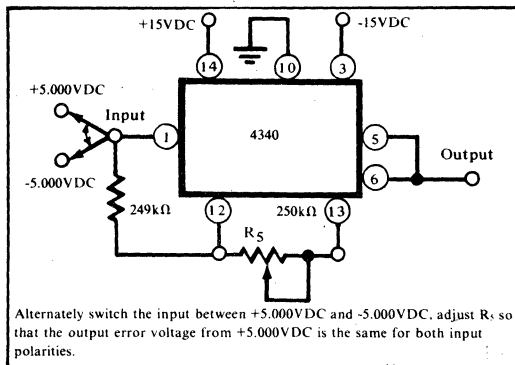 +15VDC
-15VDC
14
10
3
+5.000VDC
Input
1
4340
5
Output
6
-5.000VDC
249kΩ
12
250kΩ
13
R5
Alternately switch the input between +5.000VDC and -5.000VDC, adjust R5 so
that the output error voltage from +5.000VDC is the same for both input
polarities.